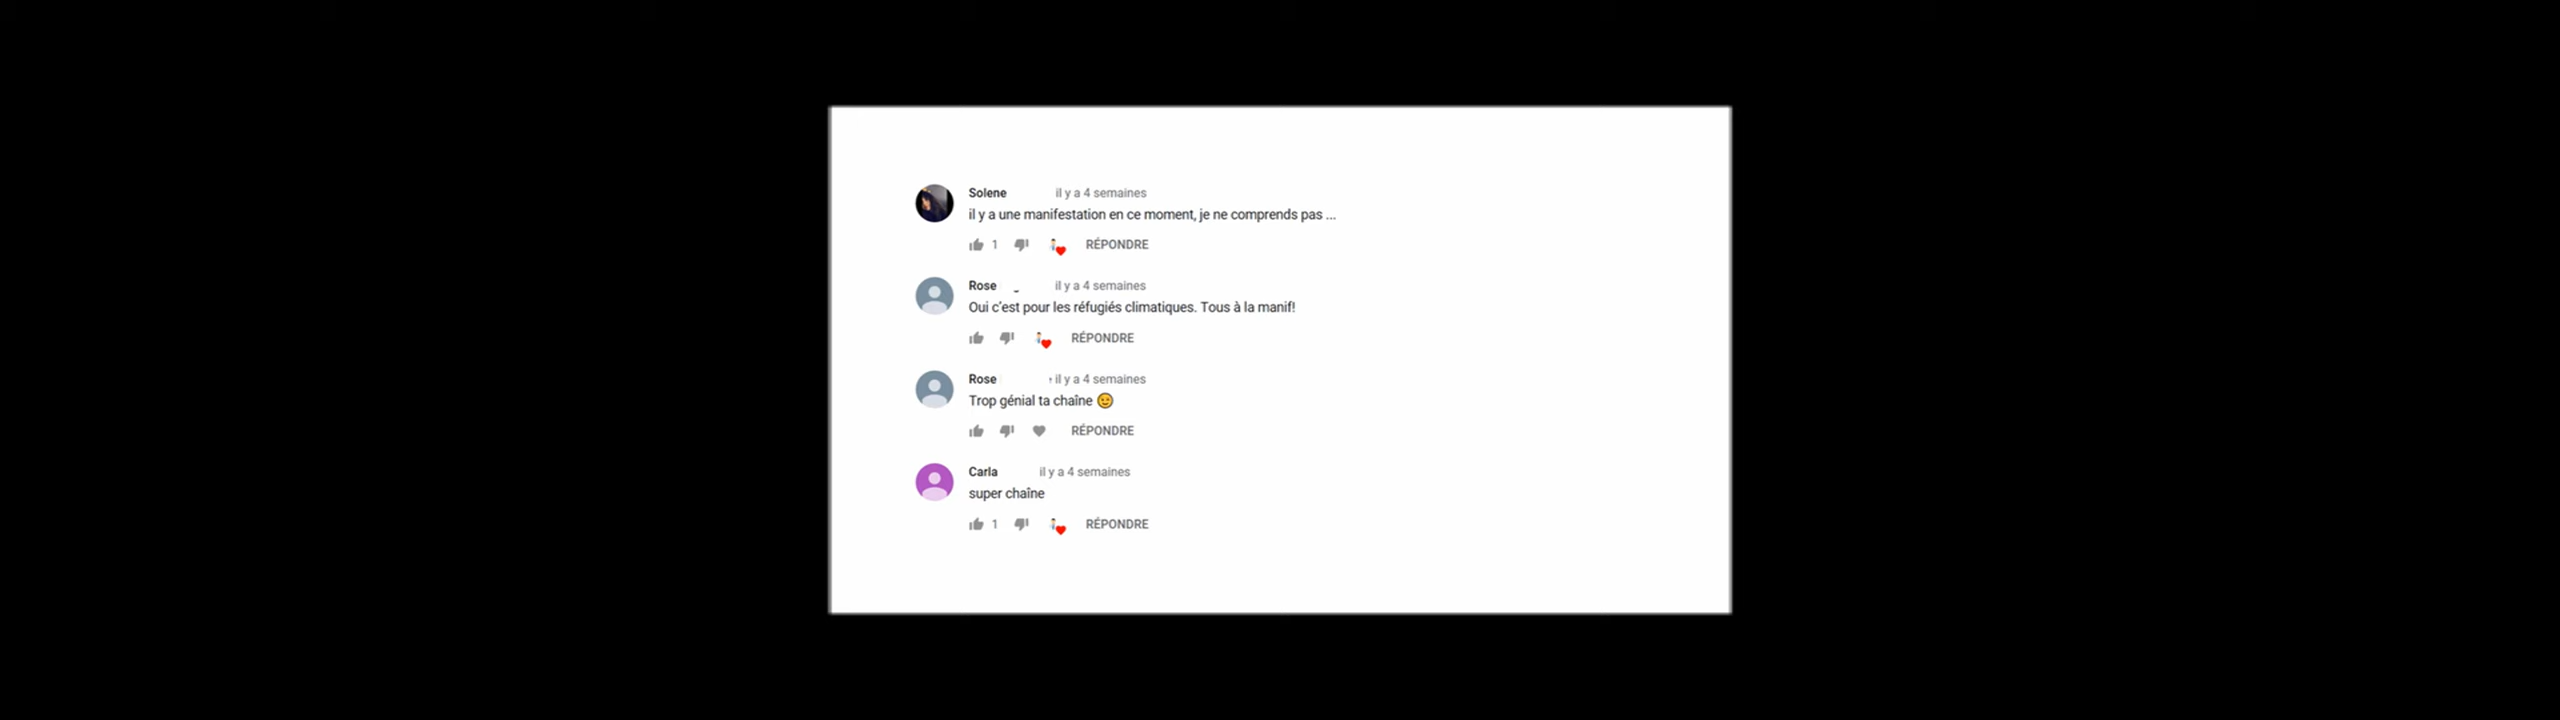 Solene il y a 4 semaines
il y a une manifestation en ce moment, je ne comprends pas ...
1 RÉPONDRE
Rose il y a 4 semaines
Oui c'est pour les réfugiés climatiques. Tous à la manif!
RÉPONDRE
Rose il y a 4 semaines
Trop génial ta chaîne 😉
RÉPONDRE
Carla il y a 4 semaines
super chaîne
1 RÉPONDRE